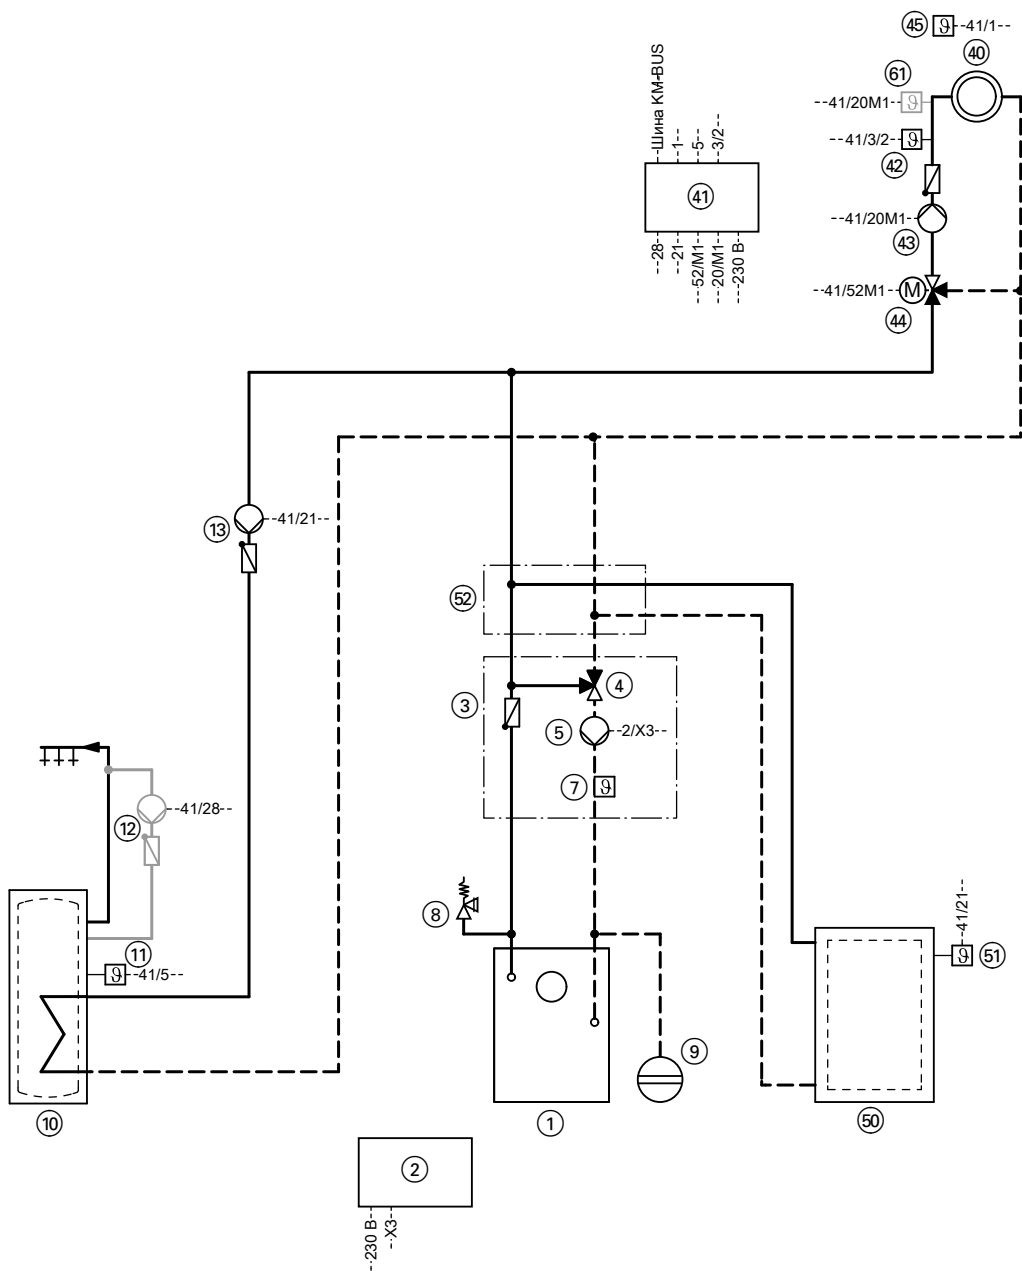 45 ϑ --41/1--
40
61
--41/20M1-- ϑ
--41/3/2-- ϑ
42
--41/20M1--
43
--41/52M1-- M
44
--Шина KM-BUS
1--
5--
3/2--
41
--28--
--21--
--52/M1--
--20/M1--
---230 В--
13 --41/21--
52
3
4
5 --2/X3--
7 ϑ
--41/28--
12
8
11
ϑ --41/5--
--41/21--
ϑ 51
9
10
1
50
2
--230 В--
--X3--